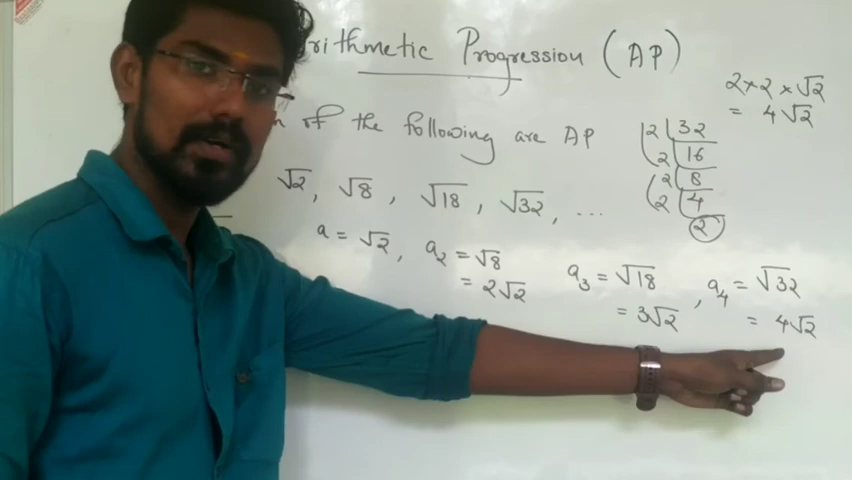 rithmetic Progression (AP)
2×2×√2
= 4√2
of the following are AP
2 32
2 16
2 8
2 4
2
√2, √8, √18, √32, ...
a = √2, a₂ = √8
= 2√2
a₃ = √18
= 3√2
, a₄ = √32
= 4√2